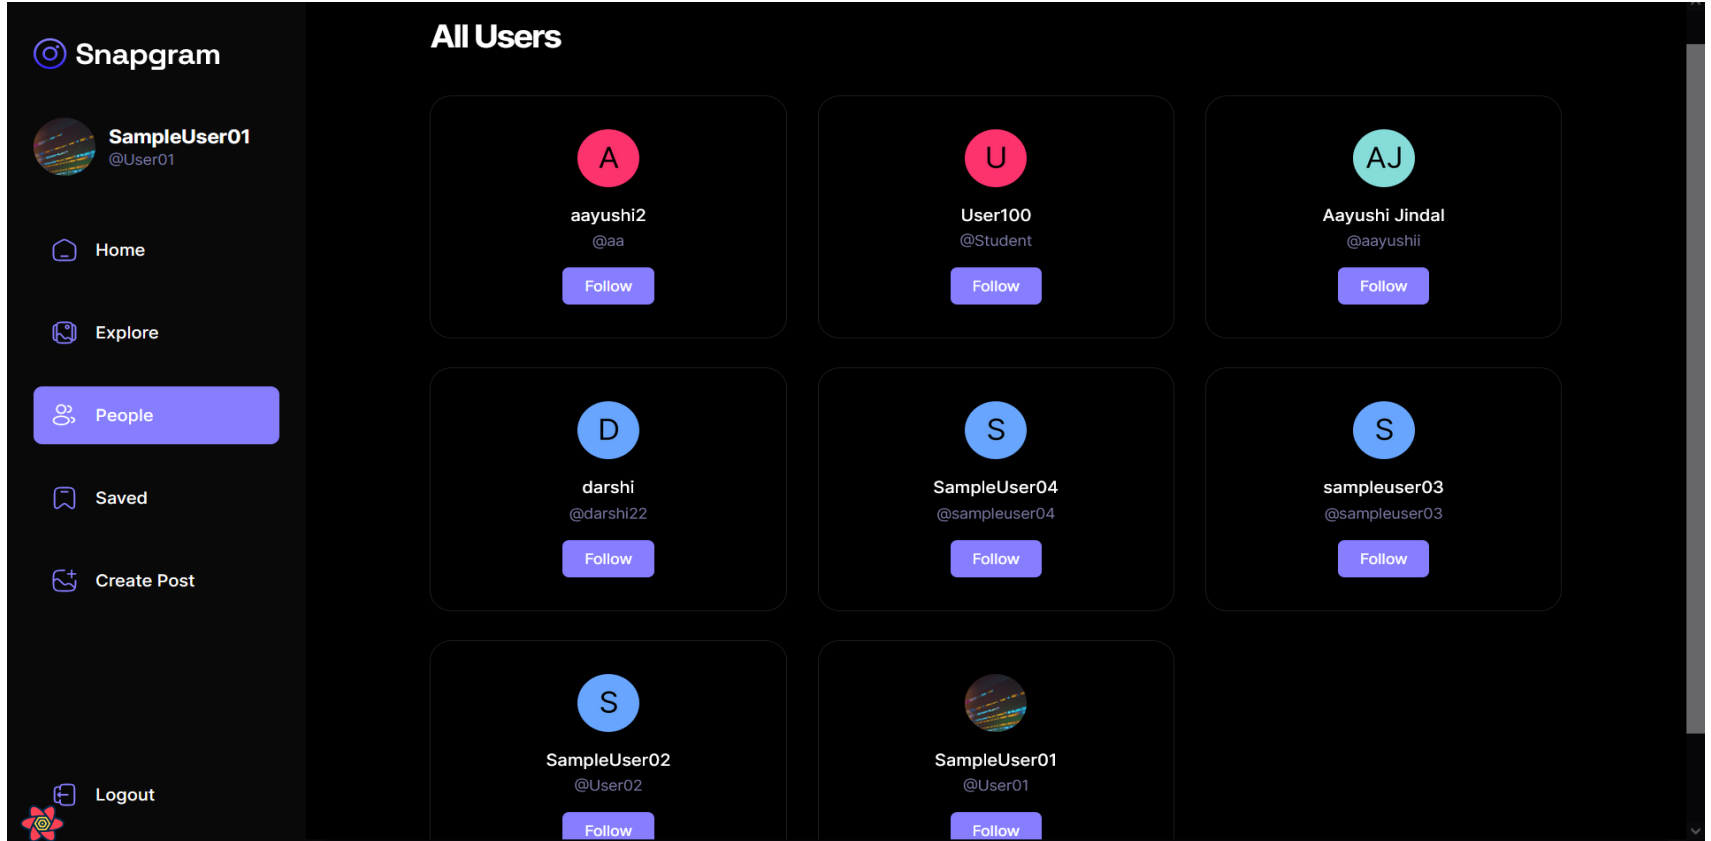 Snapgram
SampleUser01
@User01
Home
Explore
People
Saved
Create Post
Logout
All Users
A
aayushi2
@aa
Follow
U
User100
@Student
Follow
AJ
Aayushi Jindal
@aayushii
Follow
D
darshi
@darshi22
Follow
S
SampleUser04
@sampleuser04
Follow
S
sampleuser03
@sampleuser03
Follow
S
SampleUser02
@User02
Follow
SampleUser01
@User01
Follow